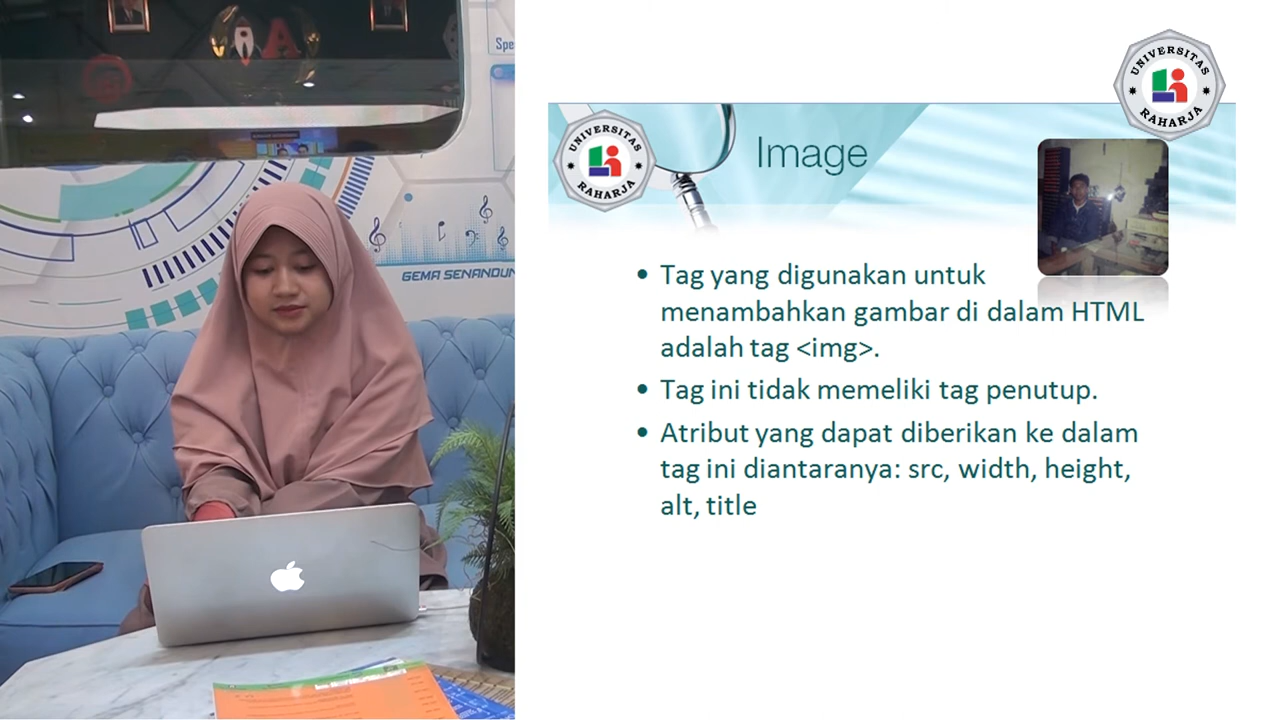 Spe
GEMA SENANDUN
UNIVERSITAS
RAHARJA
UNIVERSITAS
RAHARJA
Image
• Tag yang digunakan untuk
menambahkan gambar di dalam HTML
adalah tag <img>.
• Tag ini tidak memeliki tag penutup.
• Atribut yang dapat diberikan ke dalam
tag ini diantaranya: src, width, height,
alt, title